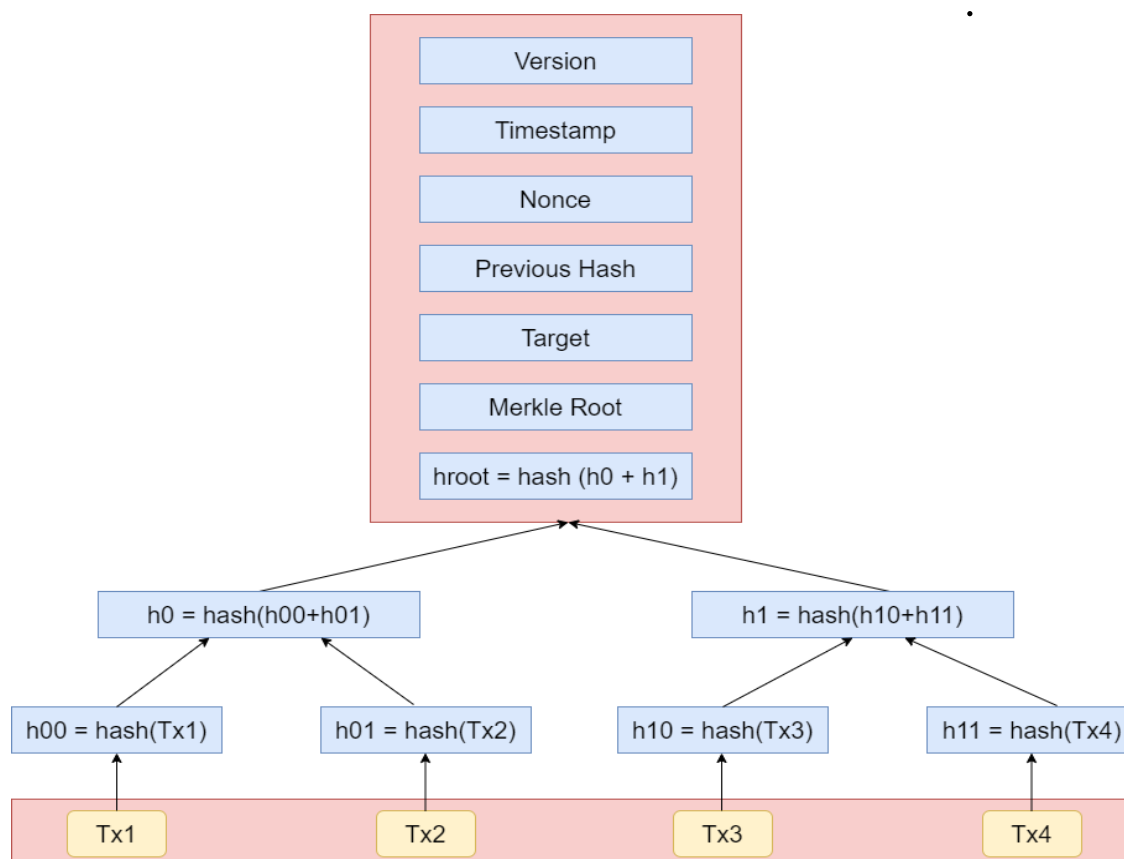 Version
Timestamp
Nonce
Previous Hash
Target
Merkle Root
hroot = hash (h0 + h1)
h0 = hash(h00+h01)
h1 = hash(h10+h11)
h00 = hash(Tx1)
h01 = hash(Tx2)
h10 = hash(Tx3)
h11 = hash(Tx4)
Tx1
Tx2
Tx3
Tx4